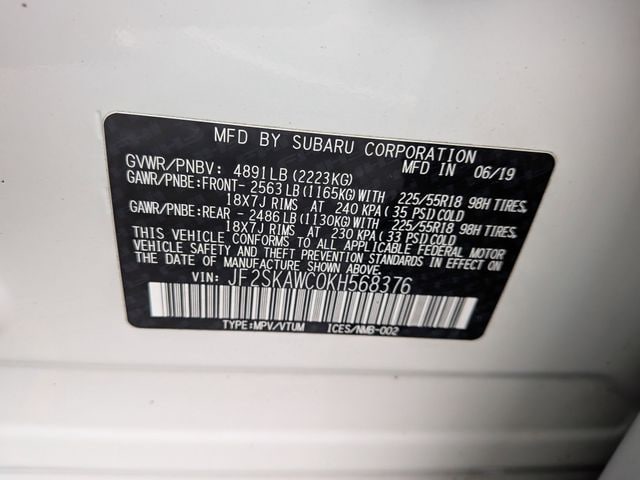 MFD BY SUBARU CORPORATION
GVWR/PNBV: 4891LB(2223KG) MFD IN 06/19
GAWR/PNBE:FRONT- 2563LB(1165KG)WITH 225/55R18 98H TIRES,
18X7J RIMS AT 240 KPA(35 PSI)COLD
GAWR/PNBE:REAR - 2486LB(1130KG)WITH 225/55R18 98H TIRES,
18X7J RIMS AT 230 KPA(33 PSI)COLD
THIS VEHICLE CONFORMS TO ALL APPLICABLE FEDERAL MOTOR
VEHICLE SAFETY AND THEFT PREVENTION STANDARDS IN EFFECT ON
THE DATE OF MANUFACTURE SHOWN ABOVE.
VIN: JF2SKAWC0KH568376
TYPE:MPV/VTUM ICES/NMB-002